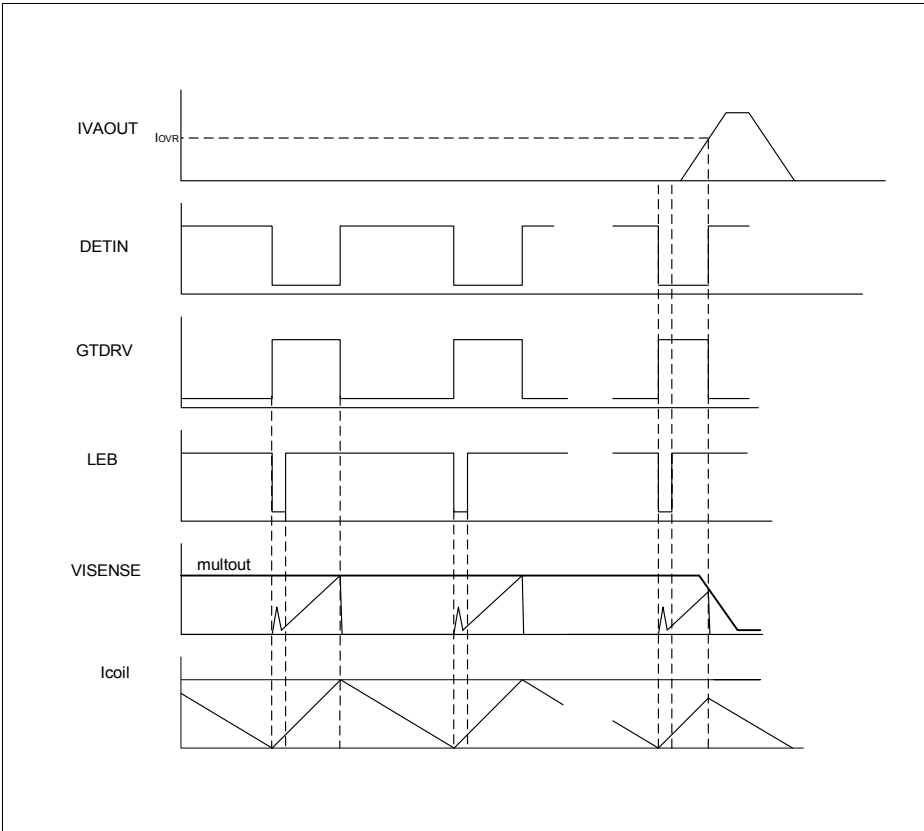 IVAOUT
IOVR
DETIN
GTDRV
LEB
VISENSE
multout
Icoil